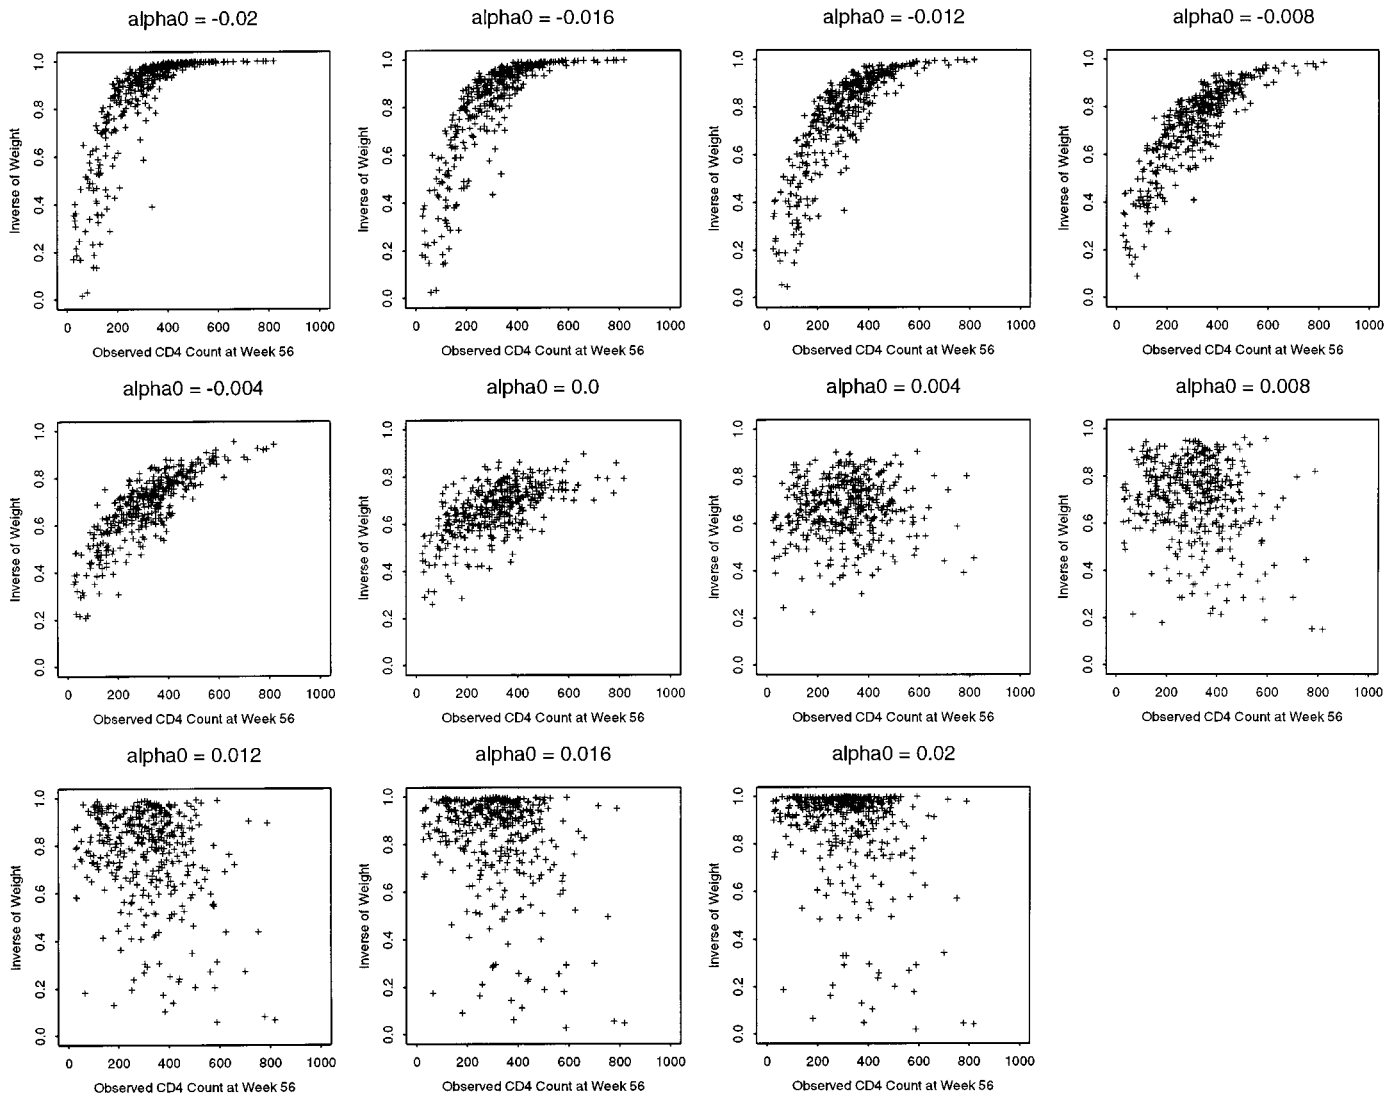 alpha0 = -0.02
alpha0 = -0.016
alpha0 = -0.012
alpha0 = -0.008
Inverse of Weight
0.0 0.2 0.4 0.6 0.8 1.0
0 200 400 600 800 1000
Observed CD4 Count at Week 56
Inverse of Weight
0.0 0.2 0.4 0.6 0.8 1.0
0 200 400 600 800 1000
Observed CD4 Count at Week 56
Inverse of Weight
0.0 0.2 0.4 0.6 0.8 1.0
0 200 400 600 800 1000
Observed CD4 Count at Week 56
Inverse of Weight
0.0 0.2 0.4 0.6 0.8 1.0
0 200 400 600 800 1000
Observed CD4 Count at Week 56
alpha0 = -0.004
alpha0 = 0.0
alpha0 = 0.004
alpha0 = 0.008
Inverse of Weight
0.0 0.2 0.4 0.6 0.8 1.0
0 200 400 600 800 1000
Observed CD4 Count at Week 56
Inverse of Weight
0.0 0.2 0.4 0.6 0.8 1.0
0 200 400 600 800 1000
Observed CD4 Count at Week 56
Inverse of Weight
0.0 0.2 0.4 0.6 0.8 1.0
0 200 400 600 800 1000
Observed CD4 Count at Week 56
Inverse of Weight
0.0 0.2 0.4 0.6 0.8 1.0
0 200 400 600 800 1000
Observed CD4 Count at Week 56
alpha0 = 0.012
alpha0 = 0.016
alpha0 = 0.02
Inverse of Weight
0.0 0.2 0.4 0.6 0.8 1.0
0 200 400 600 800 1000
Observed CD4 Count at Week 56
Inverse of Weight
0.0 0.2 0.4 0.6 0.8 1.0
0 200 400 600 800 1000
Observed CD4 Count at Week 56
Inverse of Weight
0.0 0.2 0.4 0.6 0.8 1.0
0 200 400 600 800 1000
Observed CD4 Count at Week 56